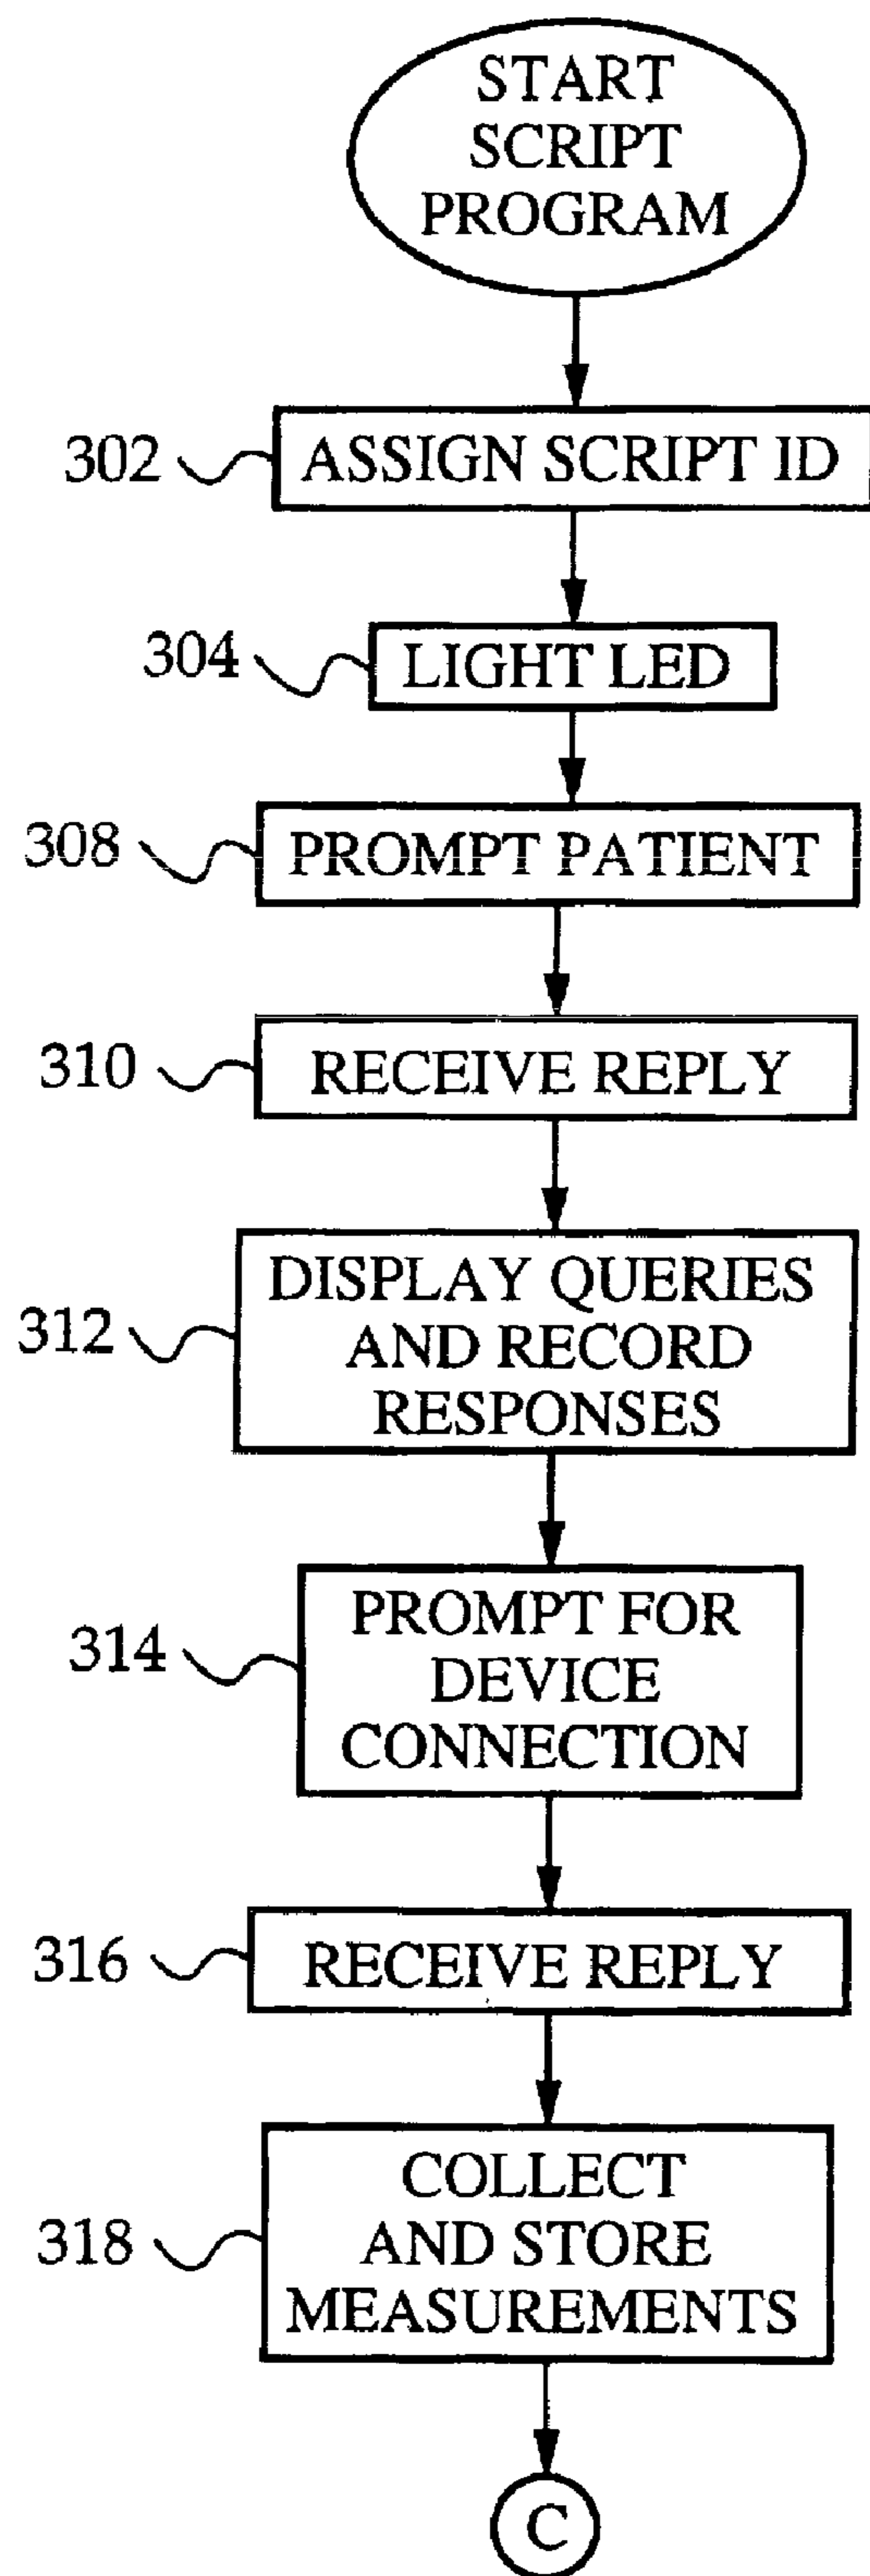 START
SCRIPT
PROGRAM
302
ASSIGN SCRIPT ID
304
LIGHT LED
308
PROMPT PATIENT
310
RECEIVE REPLY
312
DISPLAY QUERIES
AND RECORD
RESPONSES
314
PROMPT FOR
DEVICE
CONNECTION
316
RECEIVE REPLY
318
COLLECT
AND STORE
MEASUREMENTS
C